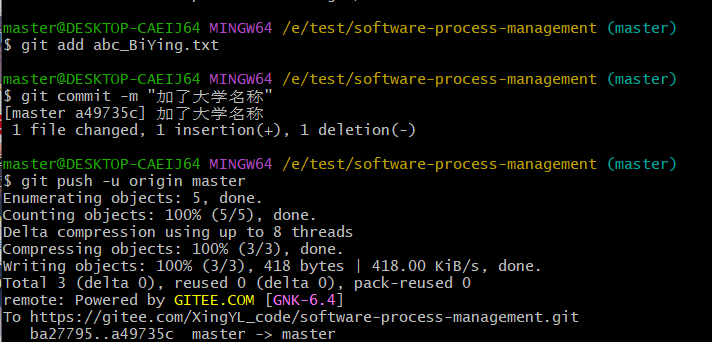 master@DESKTOP-CAEIJ64 MINGW64 /e/test/software-process-management (master)
$ git add abc_BiYing.txt
master@DESKTOP-CAEIJ64 MINGW64 /e/test/software-process-management (master)
$ git commit -m "加了大学名称"
[master a49735c] 加了大学名称
 1 file changed, 1 insertion(+), 1 deletion(-)
master@DESKTOP-CAEIJ64 MINGW64 /e/test/software-process-management (master)
$ git push -u origin master
Enumerating objects: 5, done.
Counting objects: 100% (5/5), done.
Delta compression using up to 8 threads
Compressing objects: 100% (3/3), done.
Writing objects: 100% (3/3), 418 bytes | 418.00 KiB/s, done.
Total 3 (delta 0), reused 0 (delta 0), pack-reused 0
remote: Powered by GITEE.COM [GNK-6.4]
To https://gitee.com/XingYL_code/software-process-management.git
   ba27795..a49735c  master -> master